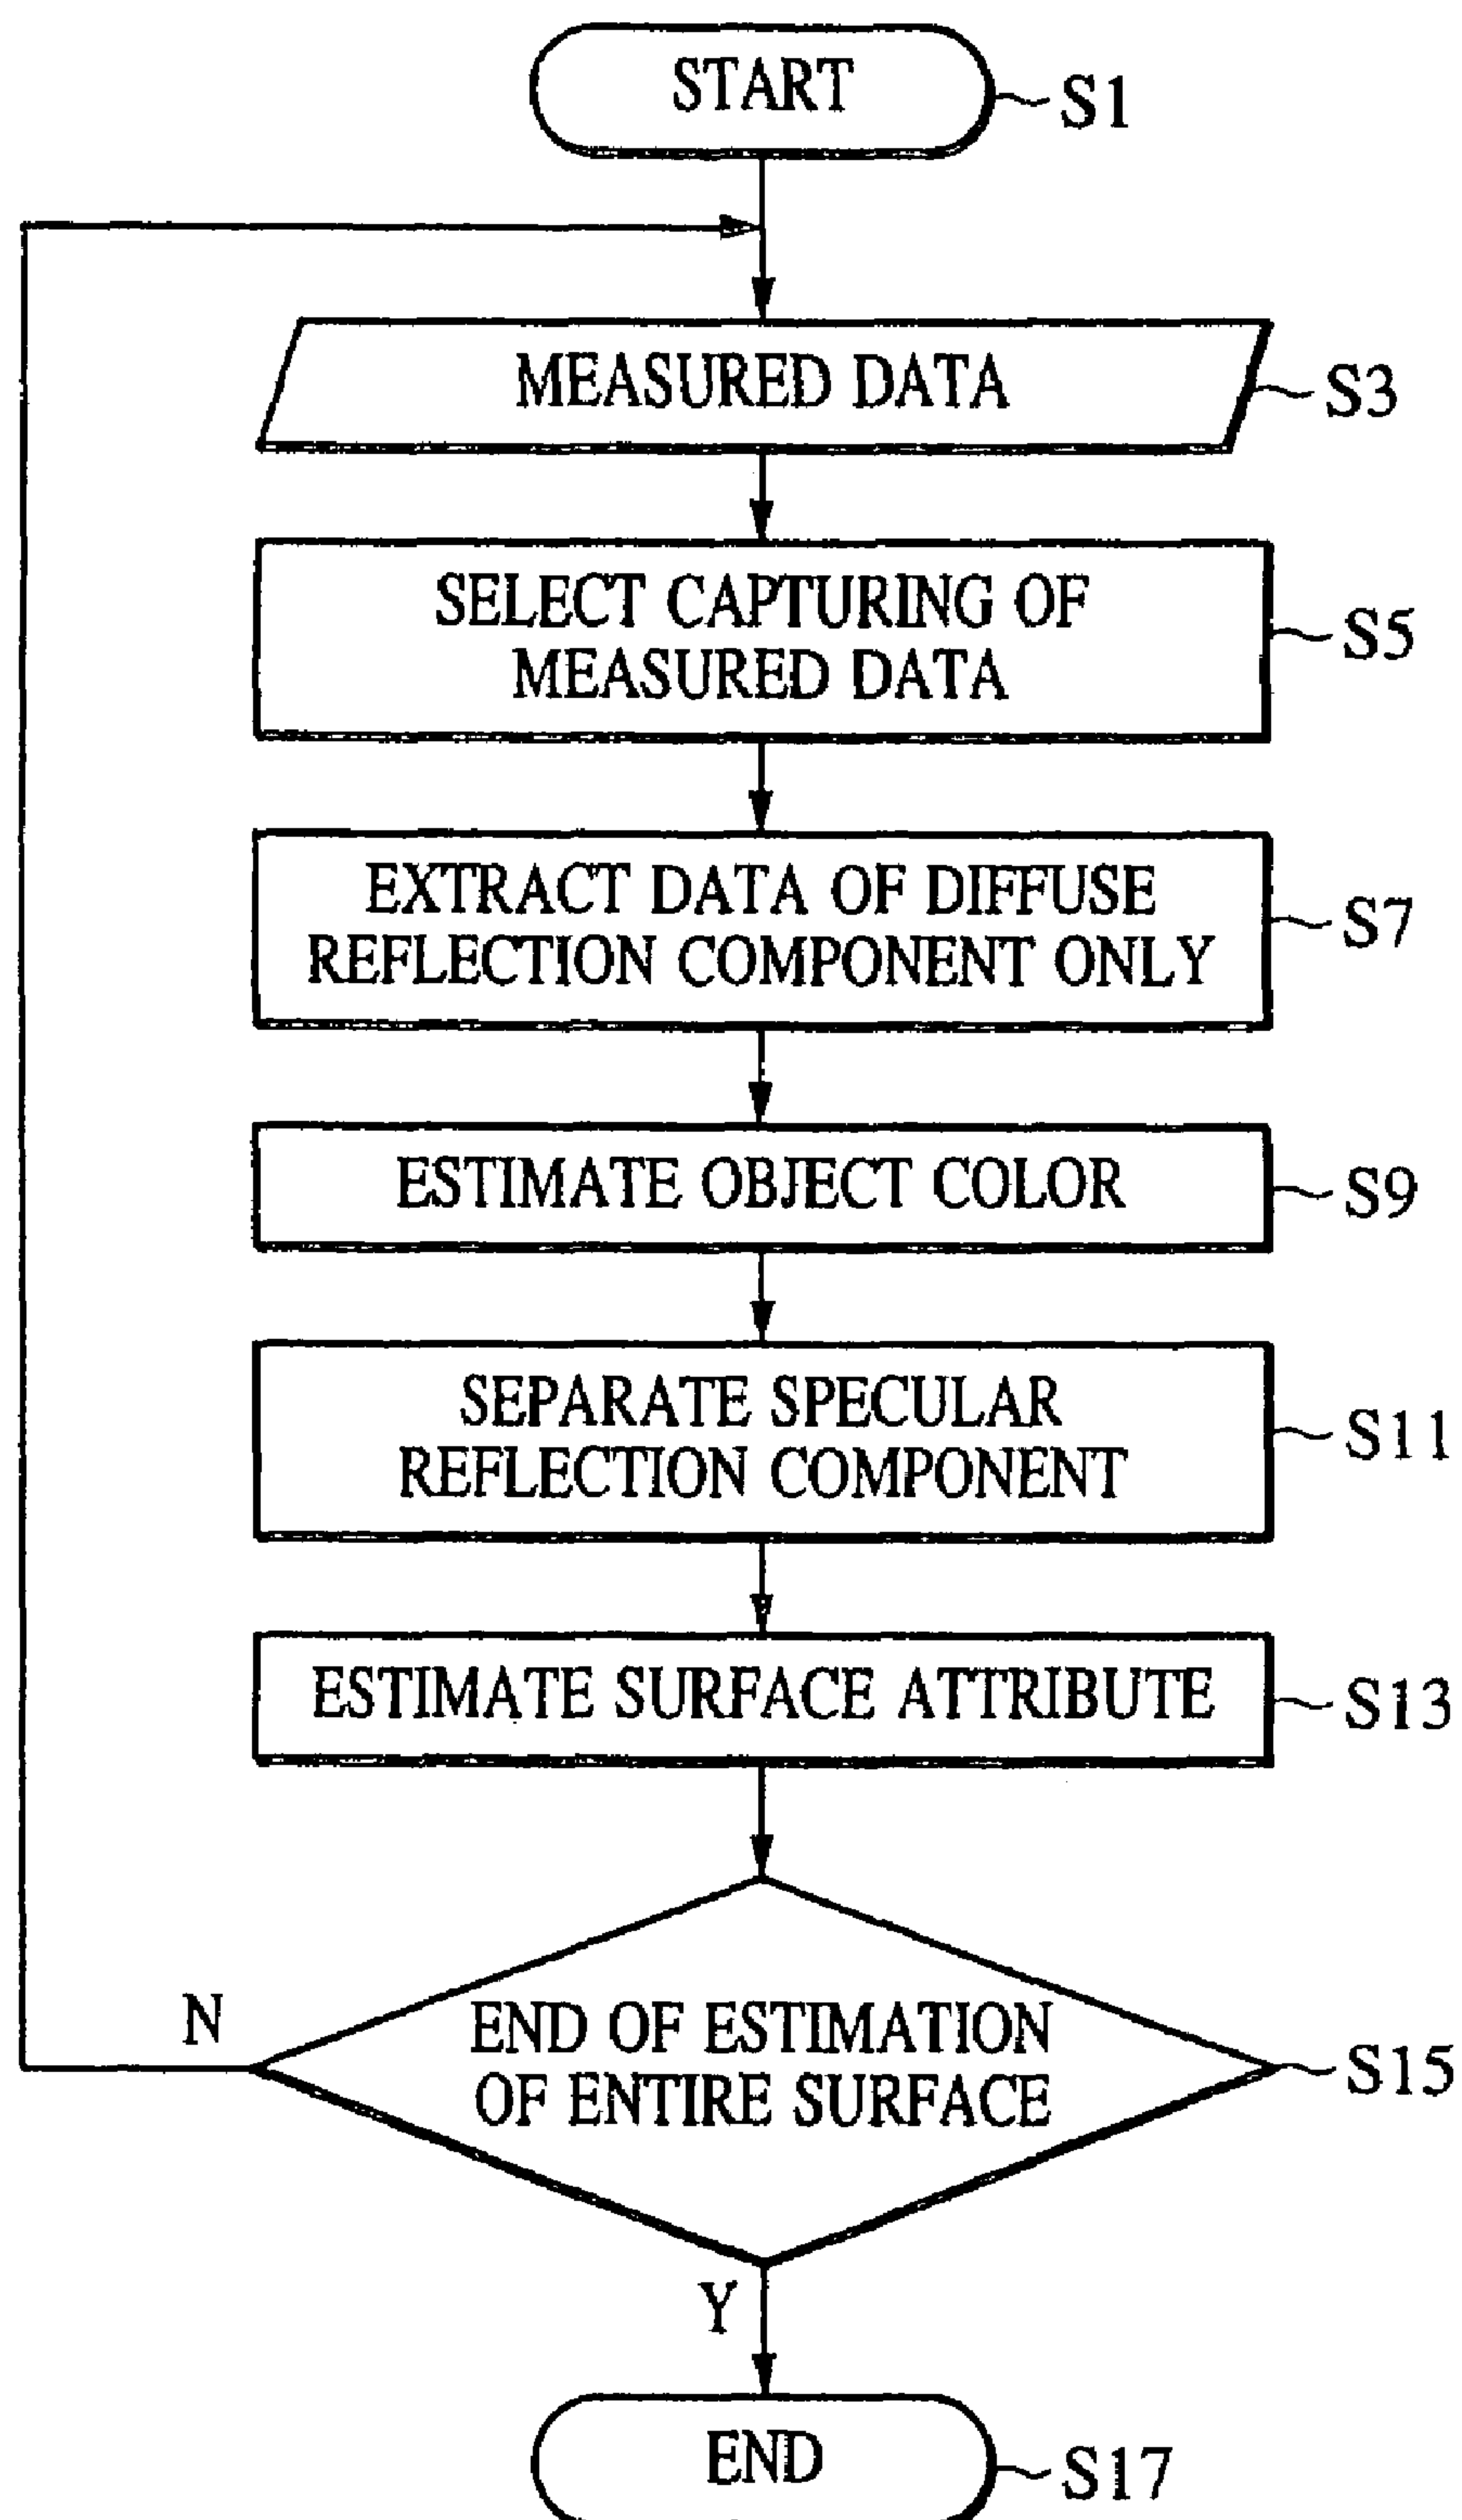 START
S1
MEASURED DATA
S3
SELECT CAPTURING OF
MEASURED DATA
S5
EXTRACT DATA OF DIFFUSE
REFLECTION COMPONENT ONLY
S7
ESTIMATE OBJECT COLOR
S9
SEPARATE SPECULAR
REFLECTION COMPONENT
S11
ESTIMATE SURFACE ATTRIBUTE
S13
N
END OF ESTIMATION
OF ENTIRE SURFACE
S15
Y
END
S17